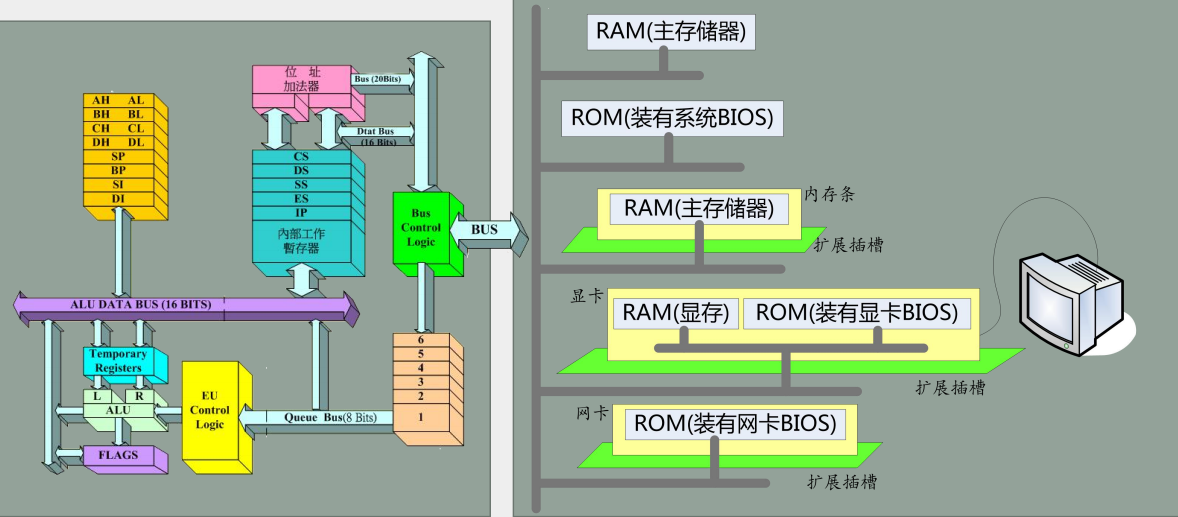 位 址
加法器
Bus (20Bits)
Dtat Bus
(16 Bits)
AH AL
BH BL
CH CL
DH DL
SP
BP
SI
DI
CS
DS
SS
ES
IP
內部工作
暫存器
Bus
Control
Logic
BUS
ALU DATA BUS (16 BITS)
Temporary
Registers
L R
ALU
FLAGS
EU
Control
Logic
Queue Bus(8 Bits)
6
5
4
3
2
1
RAM(主存储器)
ROM(装有系统BIOS)
内存条
RAM(主存储器)
扩展插槽
显卡
RAM(显存) ROM(装有显卡BIOS)
扩展插槽
网卡
ROM(装有网卡BIOS)
扩展插槽